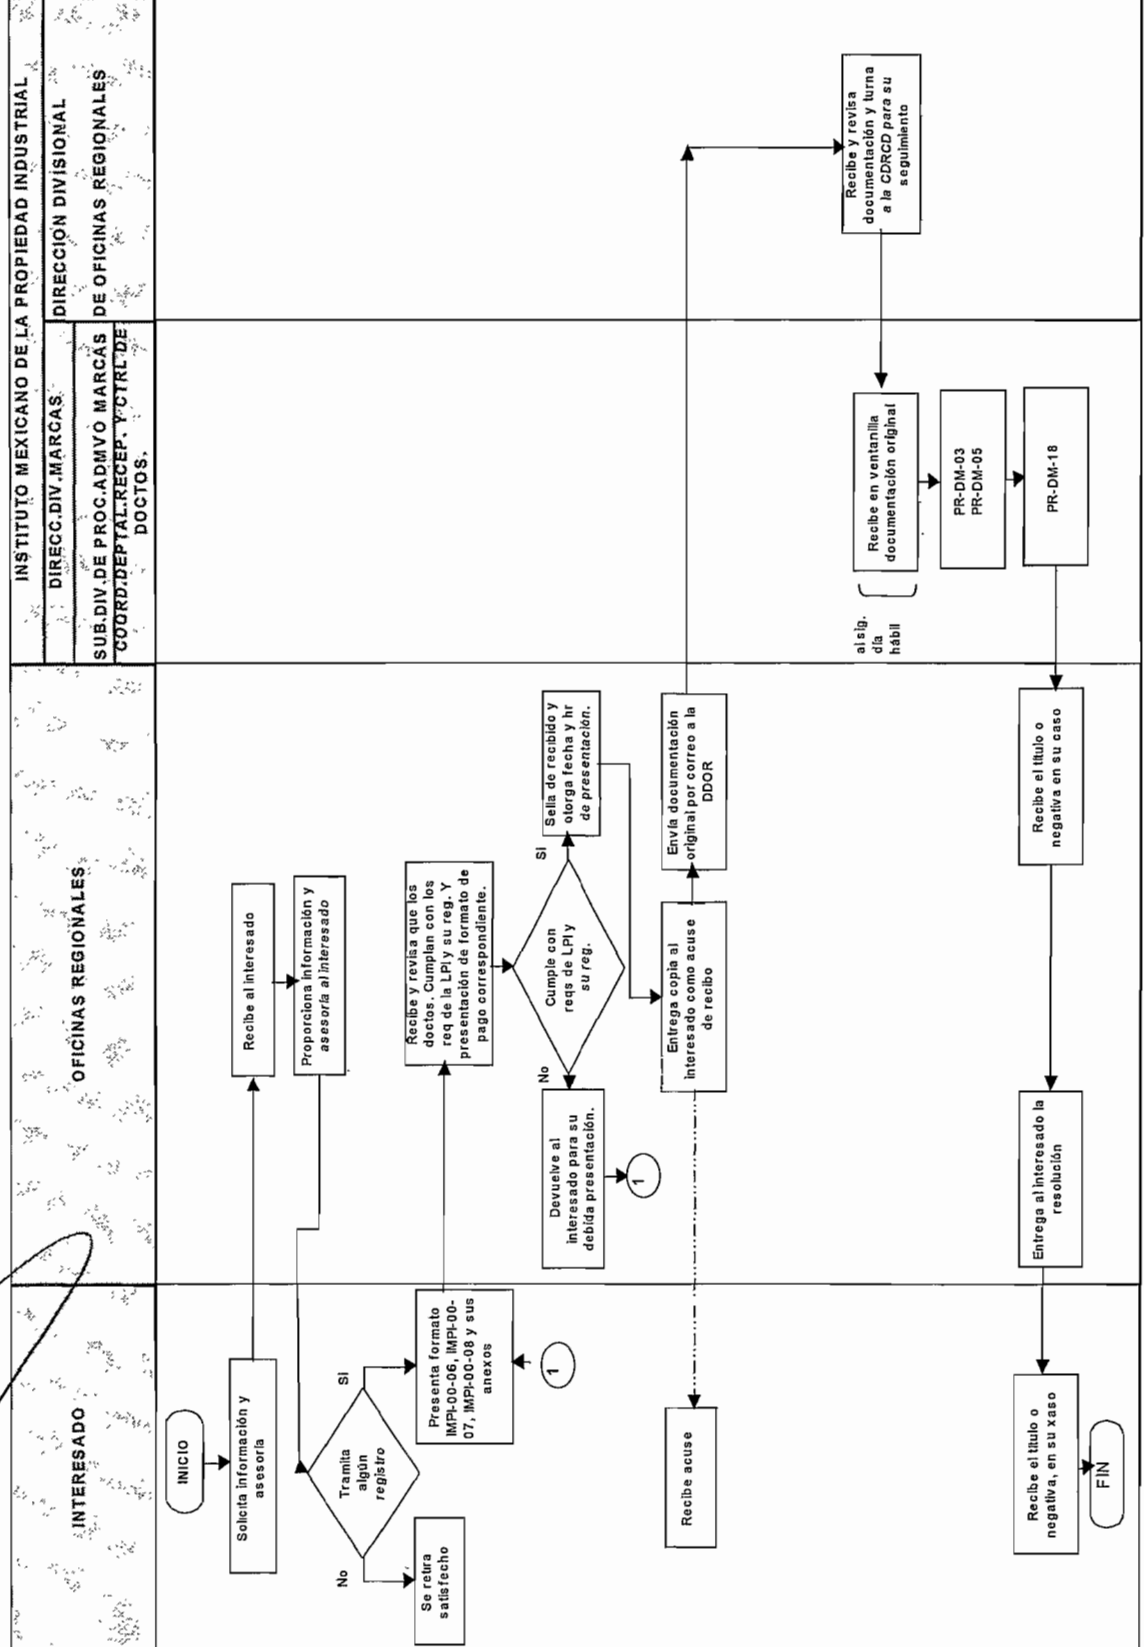 INSTITUTO MEXICANO DE LA PROPIEDAD INDUSTRIAL
INTERESADO
OFICINAS REGIONALES
DIRECC.DIV.MARCAS
SUB.DIV.DE PROC.ADMVO MARCAS
COORD.DEPTAL.RECEP. Y CTRL DE
DOCTOS.
DIRECCION DIVISIONAL
DE OFICINAS REGIONALES
INICIO
Solicita información y
asesoría
Recibe al interesado
Proporciona información y
asesoría al interesado
Tramita
algún
registro
No
SI
Se retira
satisfecho
Presenta formato
IMPI-00-06, IMPI-00-
07, IMPI-00-08 y sus
anexos
1
Recibe y revisa que los
doctos. Cumplan con los
req de la LPI y su reg. Y
presentación de formato de
pago correspondiente.
Cumple con
reqs de LPI y
su reg.
No
SI
Devuelve al
interesado para su
debida presentación.
1
Sella de recibido y
otorga fecha y hr
de presentación.
Entrega copia al
interesado como acuse
de recibo
Recibe acuse
Envía documentación
original por correo a la
DDOR
Recibe y revisa
documentación y turna
a la CDRCD para su
seguimiento
al sig.
día
hábil
Recibe en ventanilla
documentación original
PR-DM-03
PR-DM-05
PR-DM-18
Recibe el título o
negativa en su caso
Entrega al interesado la
resolución
Recibe el título o
negativa, en su xaso
FIN